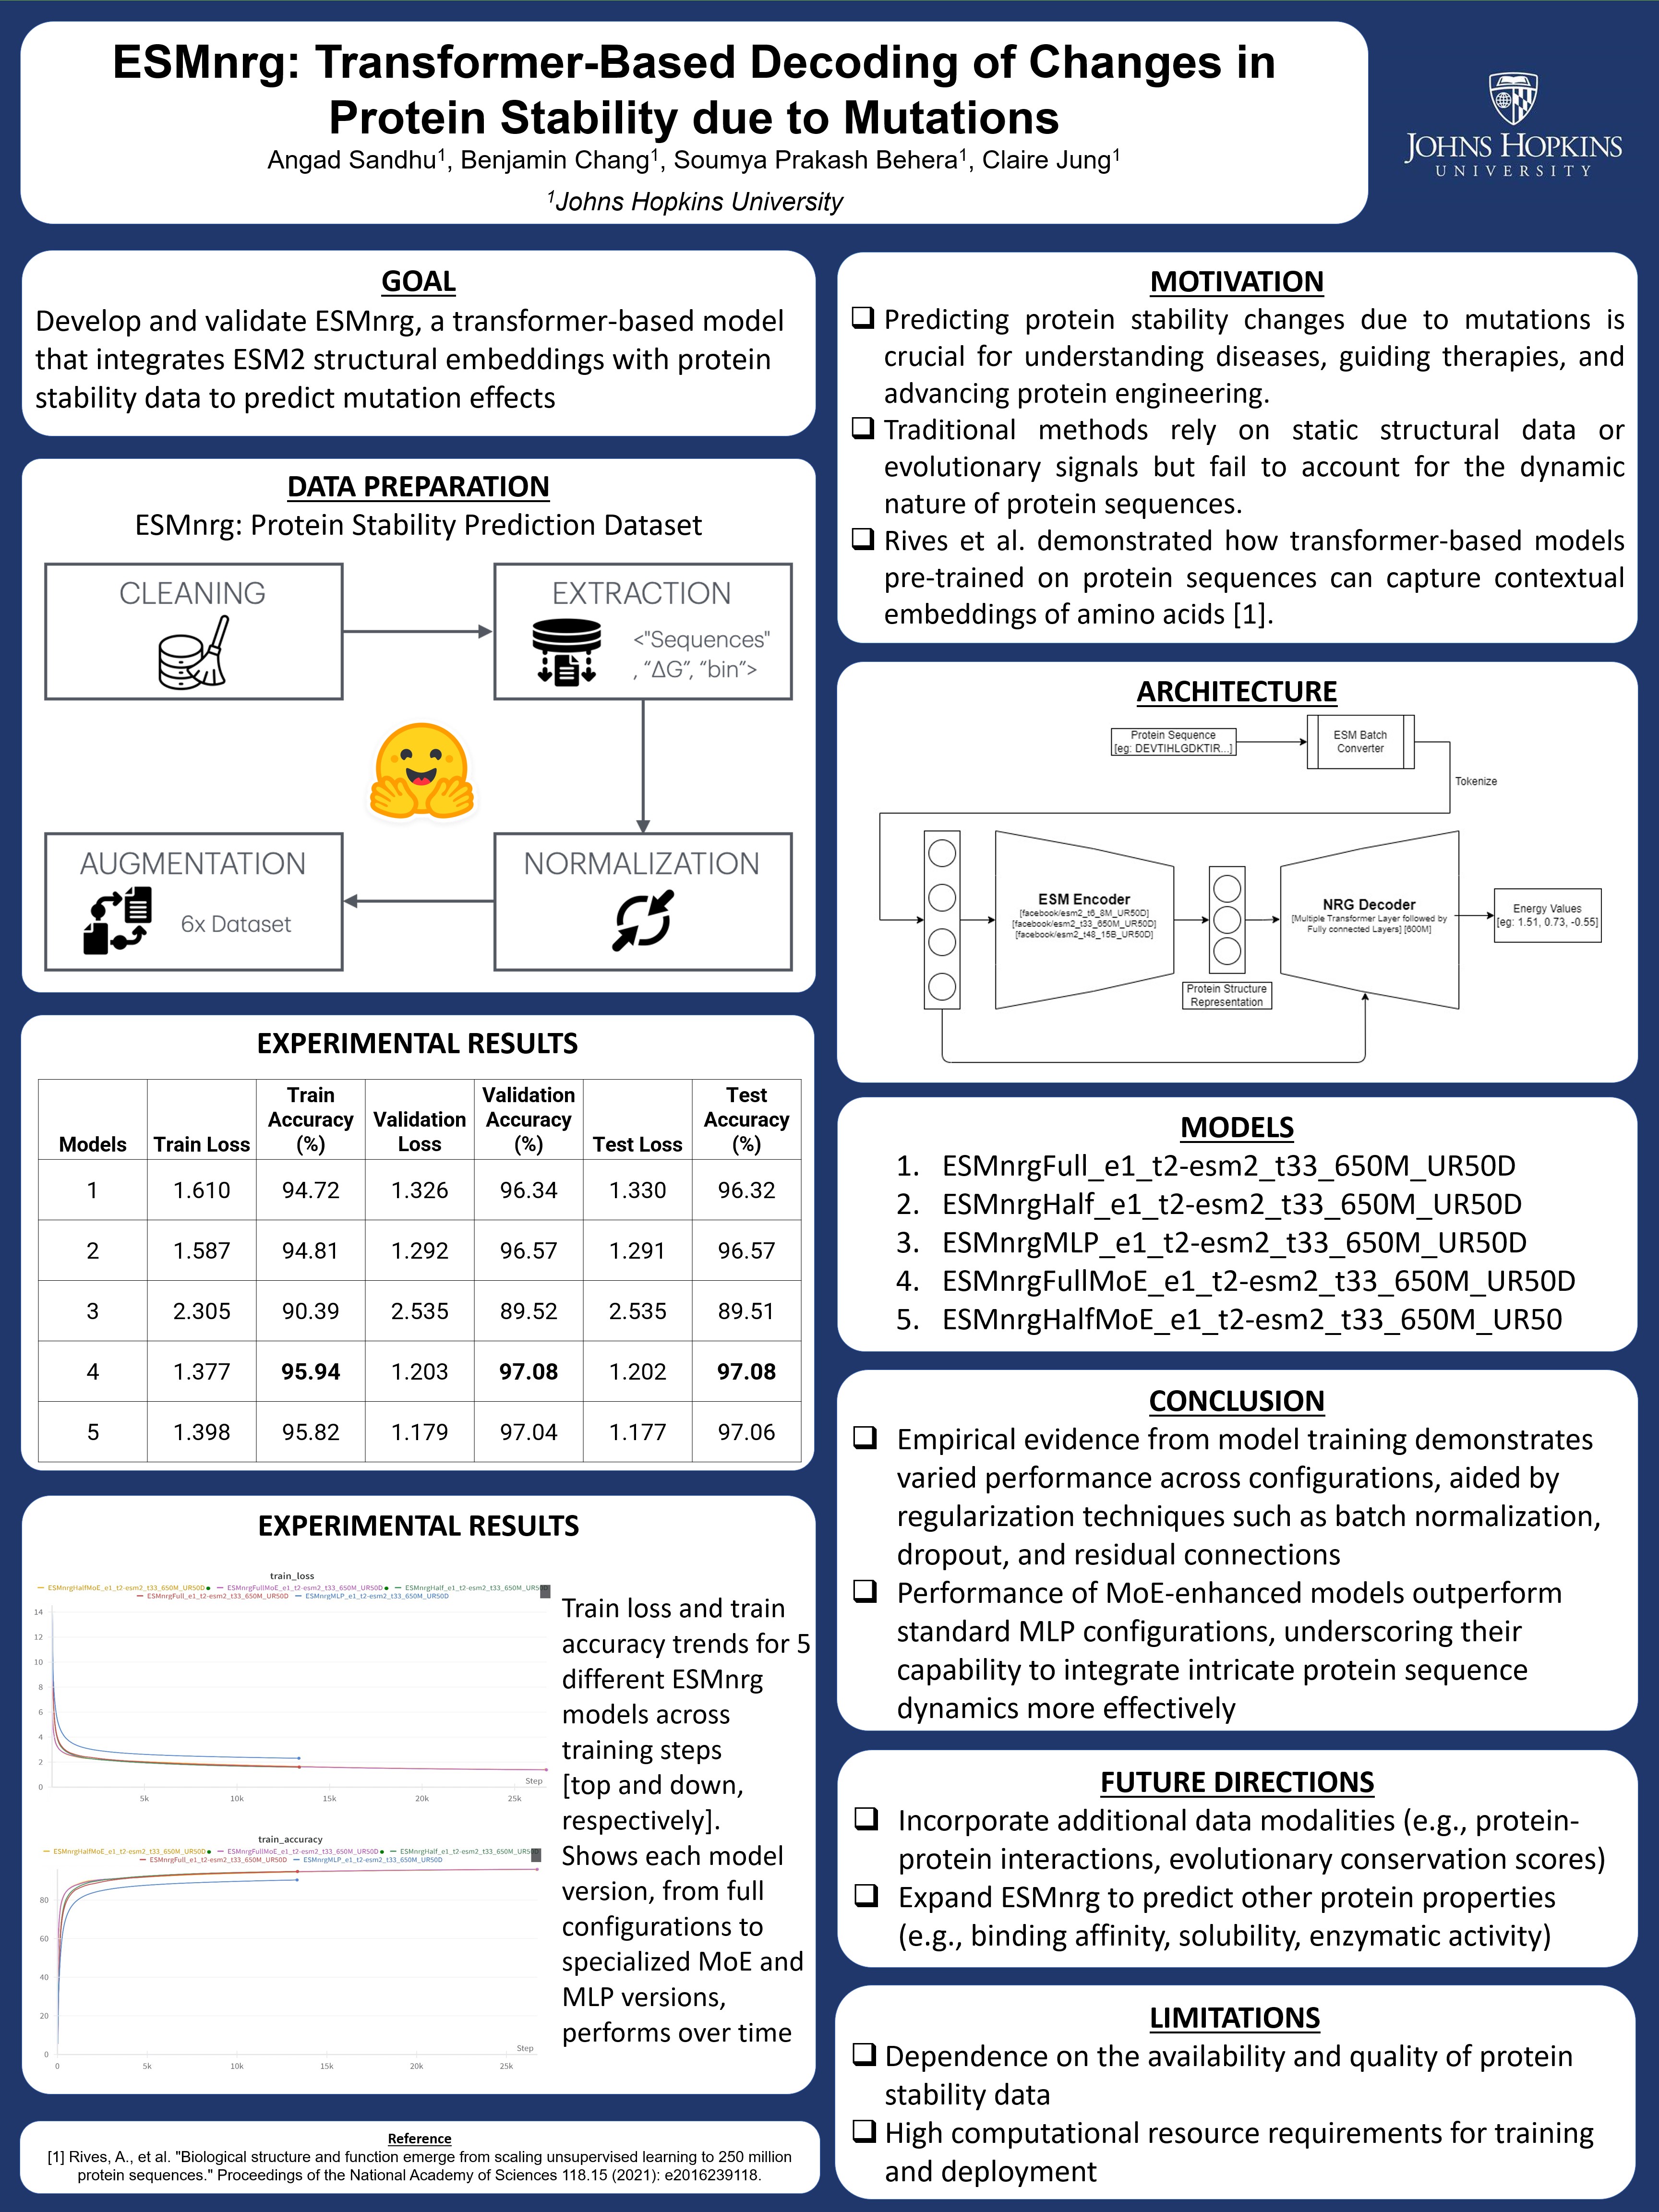 ESMnrg: Transformer-Based Decoding of Changes in
Protein Stability due to Mutations
Angad Sandhu1, Benjamin Chang1, Soumya Prakash Behera1, Claire Jung1
1Johns Hopkins University
JOHNS HOPKINS
UNIVERSITY
GOAL
Develop and validate ESMnrg, a transformer-based model
that integrates ESM2 structural embeddings with protein
stability data to predict mutation effects
DATA PREPARATION
ESMnrg: Protein Stability Prediction Dataset
CLEANING
EXTRACTION
<"Sequences"
, “ΔG”, “bin”>
AUGMENTATION
6x Dataset
NORMALIZATION
EXPERIMENTAL RESULTS
Models Train Loss Train Accuracy (%) Validation Loss Validation Accuracy (%) Test Loss Test Accuracy (%)
1 1.610 94.72 1.326 96.34 1.330 96.32
2 1.587 94.81 1.292 96.57 1.291 96.57
3 2.305 90.39 2.535 89.52 2.535 89.51
4 1.377 95.94 1.203 97.08 1.202 97.08
5 1.398 95.82 1.179 97.04 1.177 97.06
EXPERIMENTAL RESULTS
train_loss
ESMnrgHalfMoE_e1_t2-esm2_t33_650M_UR50D ESMnrgFullMoE_e1_t2-esm2_t33_650M_UR50D ESMnrgHalf_e1_t2-esm2_t33_650M_UR50D
ESMnrgFull_e1_t2-esm2_t33_650M_UR50D ESMnrgMLP_e1_t2-esm2_t33_650M_UR50D
14
12
10
8
6
4
2
0
Step
5k 10k 15k 20k 25k
train_accuracy
ESMnrgHalfMoE_e1_t2-esm2_t33_650M_UR50D ESMnrgFullMoE_e1_t2-esm2_t33_650M_UR50D ESMnrgHalf_e1_t2-esm2_t33_650M_UR50
ESMnrgFull_e1_t2-esm2_t33_650M_UR50D ESMnrgMLP_e1_t2-esm2_t33_650M_UR50D
80
60
40
20
0
Step
0 5k 10k 15k 20k 25k
Train loss and train
accuracy trends for 5
different ESMnrg
models across
training steps
[top and down,
respectively].
Shows each model
version, from full
configurations to
specialized MoE and
MLP versions,
performs over time
Reference
[1] Rives, A., et al. "Biological structure and function emerge from scaling unsupervised learning to 250 million
protein sequences." Proceedings of the National Academy of Sciences 118.15 (2021): e2016239118.
MOTIVATION
❑ Predicting protein stability changes due to mutations is
crucial for understanding diseases, guiding therapies, and
advancing protein engineering.
❑ Traditional methods rely on static structural data or
evolutionary signals but fail to account for the dynamic
nature of protein sequences.
❑ Rives et al. demonstrated how transformer-based models
pre-trained on protein sequences can capture contextual
embeddings of amino acids [1].
ARCHITECTURE
Protein Sequence
[eg: DEVTIHLGDKTIR...]
ESM Batch
Converter
Tokenize
ESM Encoder
[facebook/esm2_t6_8M_UR50D]
[facebook/esm2_t33_650M_UR50D]
[facebook/esm2_t48_15B_UR50D]
Protein Structure
Representation
NRG Decoder
[Multiple Transformer Layer followed by
Fully connected Layers] [600M]
Energy Values
[eg: 1.51, 0.73, -0.55]
MODELS
1. ESMnrgFull_e1_t2-esm2_t33_650M_UR50D
2. ESMnrgHalf_e1_t2-esm2_t33_650M_UR50D
3. ESMnrgMLP_e1_t2-esm2_t33_650M_UR50D
4. ESMnrgFullMoE_e1_t2-esm2_t33_650M_UR50D
5. ESMnrgHalfMoE_e1_t2-esm2_t33_650M_UR50
CONCLUSION
❑ Empirical evidence from model training demonstrates
varied performance across configurations, aided by
regularization techniques such as batch normalization,
dropout, and residual connections
❑ Performance of MoE-enhanced models outperform
standard MLP configurations, underscoring their
capability to integrate intricate protein sequence
dynamics more effectively
FUTURE DIRECTIONS
❑ Incorporate additional data modalities (e.g., protein-
protein interactions, evolutionary conservation scores)
❑ Expand ESMnrg to predict other protein properties
(e.g., binding affinity, solubility, enzymatic activity)
LIMITATIONS
❑ Dependence on the availability and quality of protein
stability data
❑ High computational resource requirements for training
and deployment